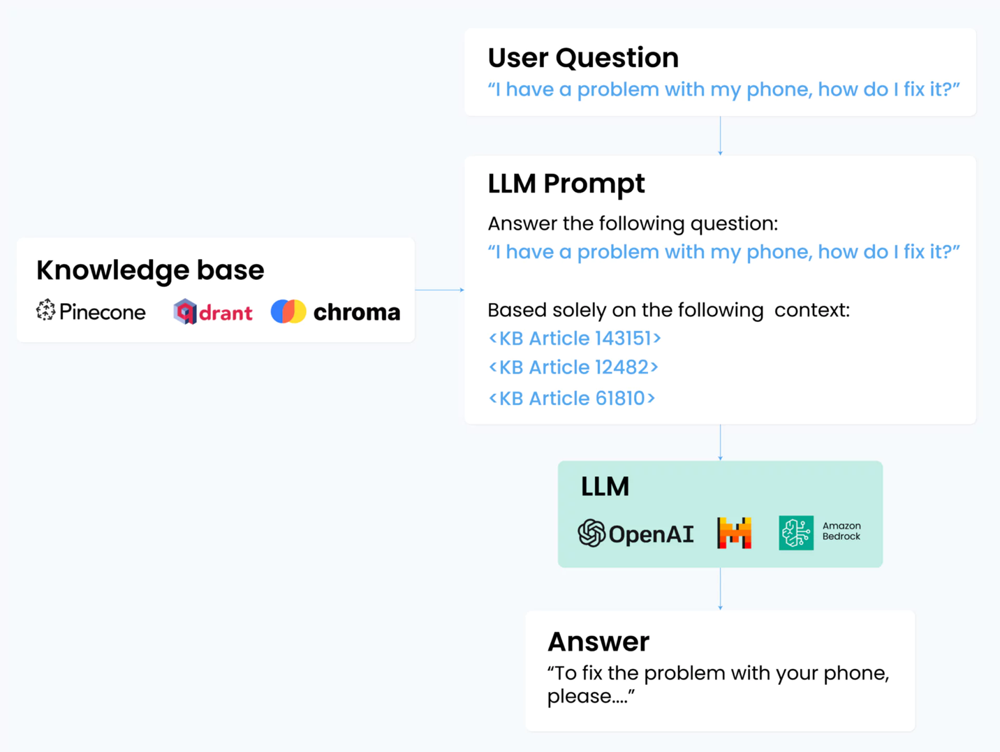 User Question
“I have a problem with my phone, how do I fix it?”
LLM Prompt
Answer the following question:
“I have a problem with my phone, how do I fix it?”
Based solely on the following context:
<KB Article 143151>
<KB Article 12482>
<KB Article 61810>
Knowledge base
Pinecone qdrant chroma
LLM
OpenAI Amazon
Bedrock
Answer
“To fix the problem with your phone,
please....”